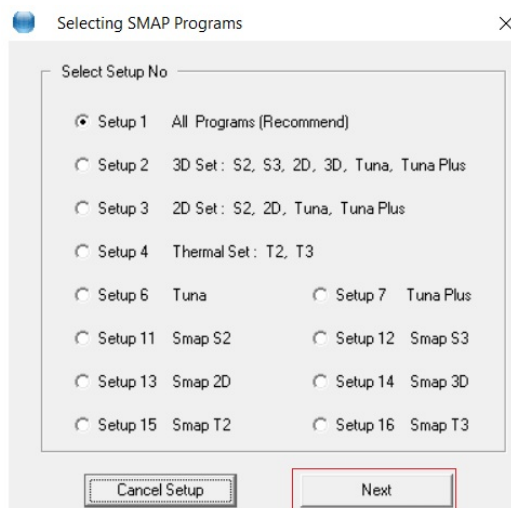 Selecting SMAP Programs
Select Setup No
Setup 1 All Programs (Recommend)
Setup 2 3D Set : S2, S3, 2D, 3D, Tuna, Tuna Plus
Setup 3 2D Set : S2, 2D, Tuna, Tuna Plus
Setup 4 Thermal Set : T2, T3
Setup 6 Tuna Setup 7 Tuna Plus
Setup 11 Smap S2 Setup 12 Smap S3
Setup 13 Smap 2D Setup 14 Smap 3D
Setup 15 Smap T2 Setup 16 Smap T3
Cancel Setup Next